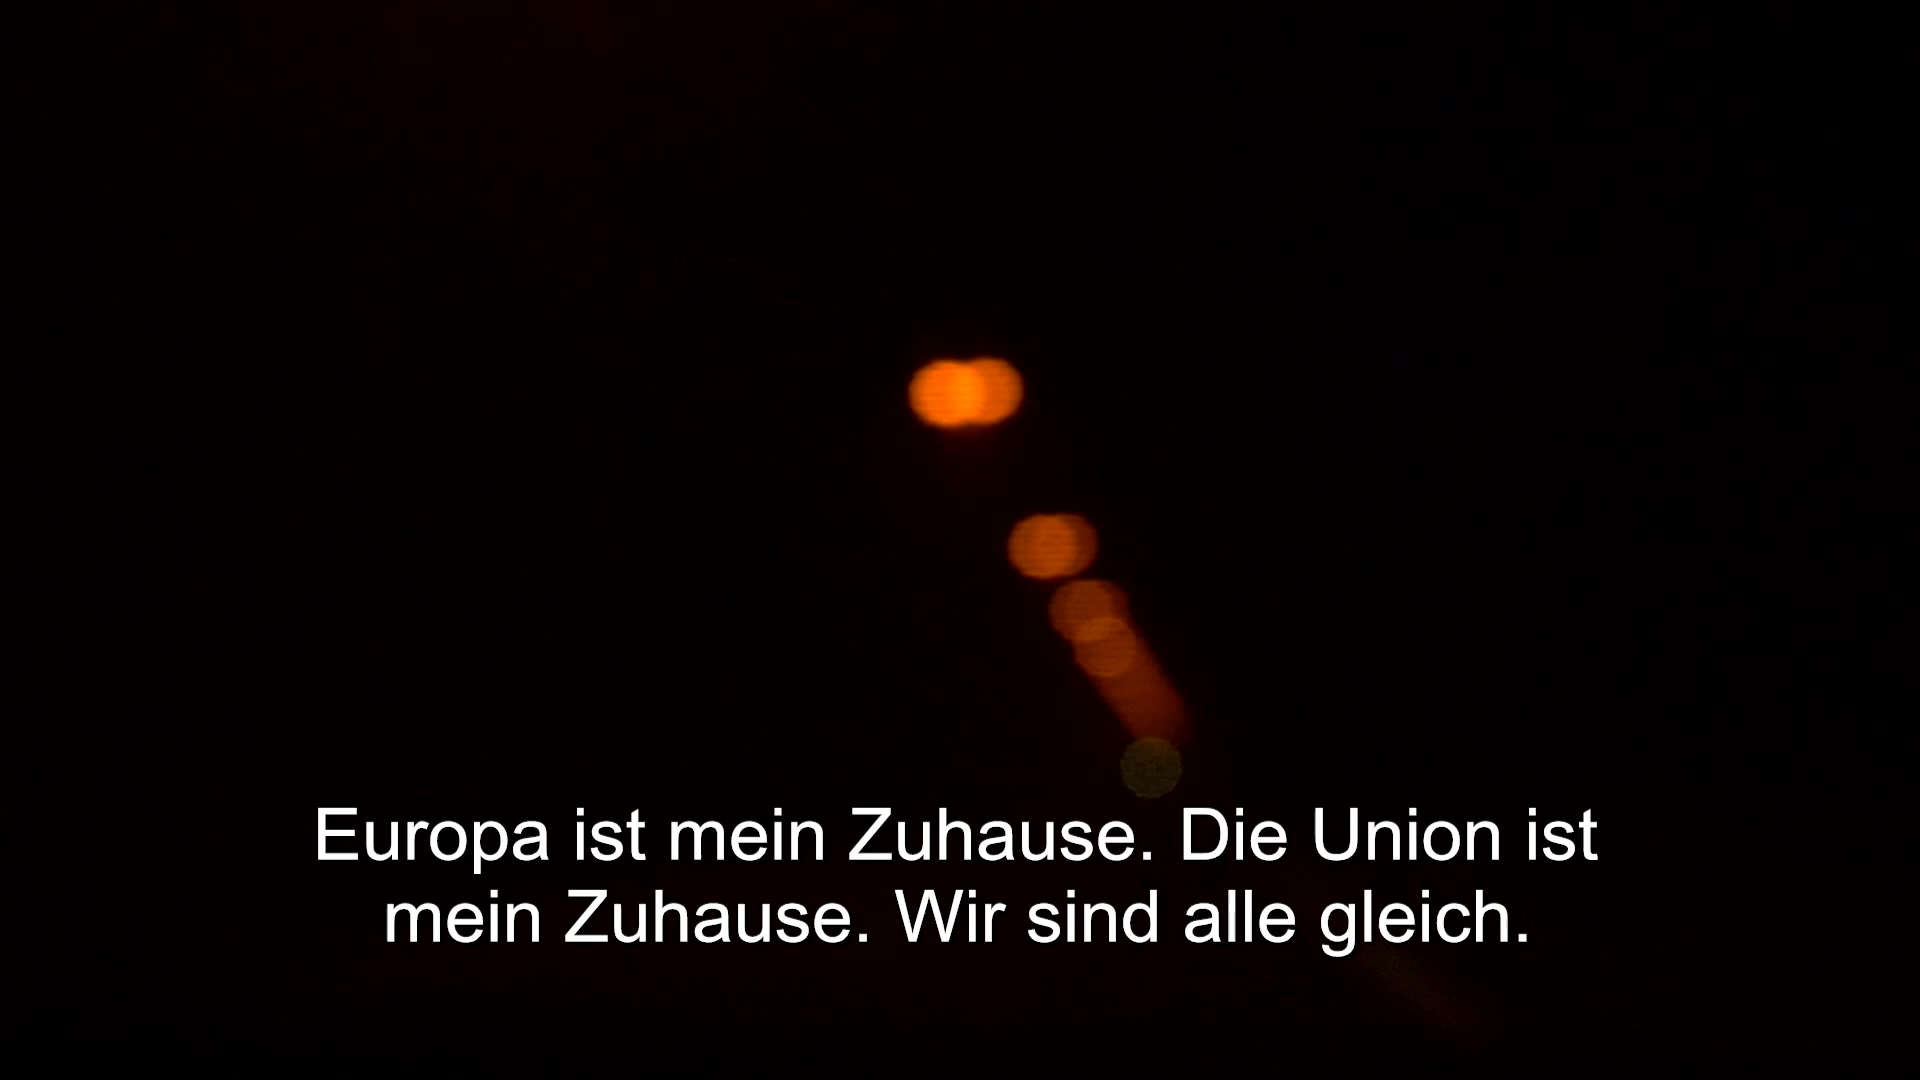 Europa ist mein Zuhause. Die Union ist
mein Zuhause. Wir sind alle gleich.